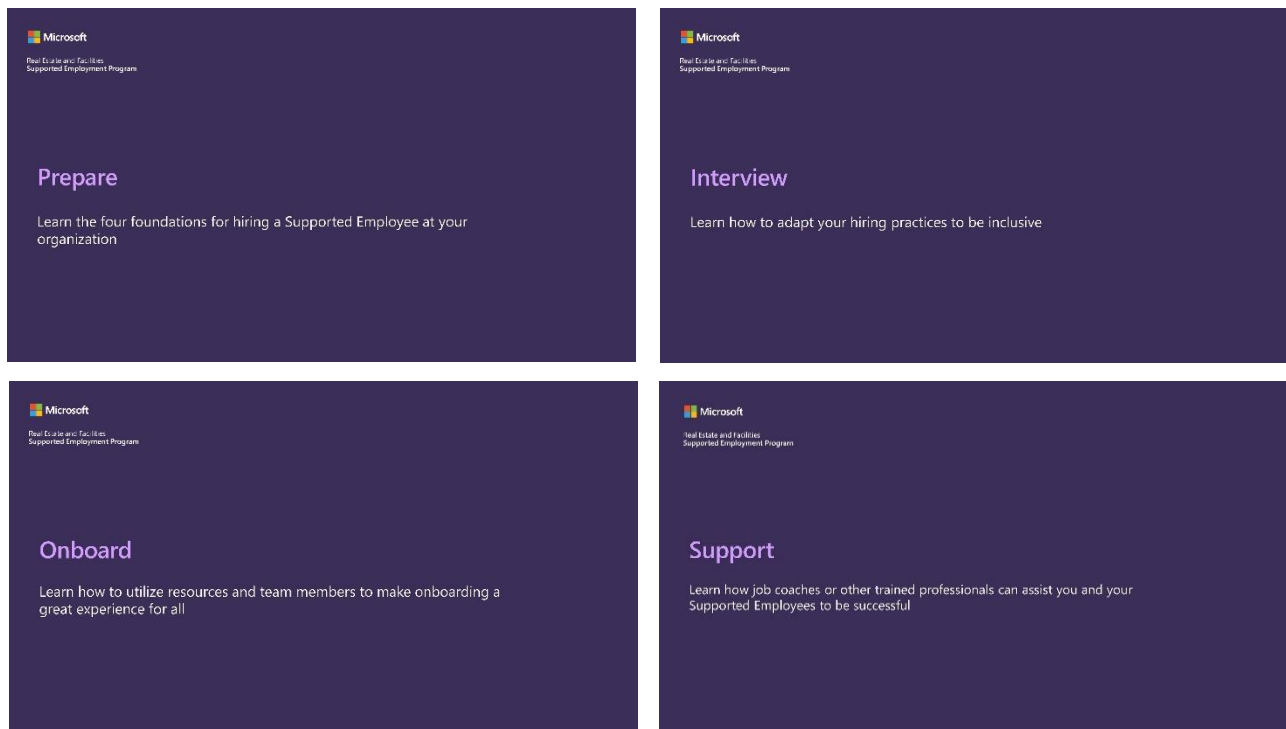 Microsoft
Real Estate and Facilities
Supported Employment Program
Prepare
Learn the four foundations for hiring a Supported Employee at your
organization
Microsoft
Real Estate and Facilities
Supported Employment Program
Interview
Learn how to adapt your hiring practices to be inclusive
Microsoft
Real Estate and Facilities
Supported Employment Program
Onboard
Learn how to utilize resources and team members to make onboarding a
great experience for all
Microsoft
Real Estate and Facilities
Supported Employment Program
Support
Learn how job coaches or other trained professionals can assist you and your
Supported Employees to be successful